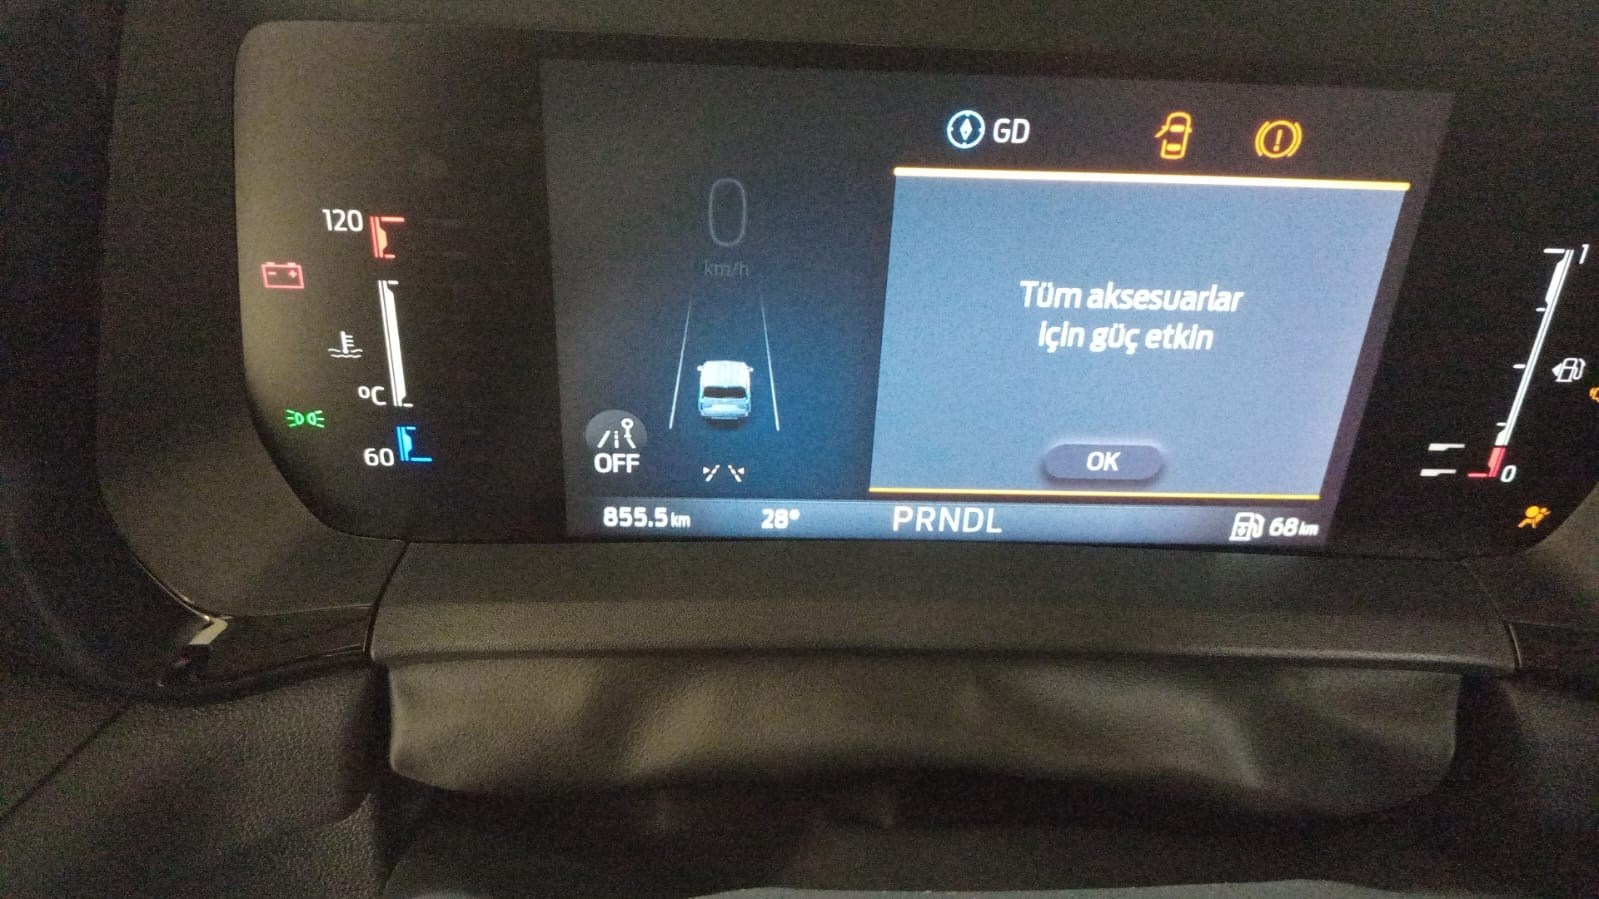 GD
120
0
km/h
Tüm aksesuarlar
için güç etkin
1
°C
60
OFF
OK
0
855.5 km
28°
PRNDL
68 km